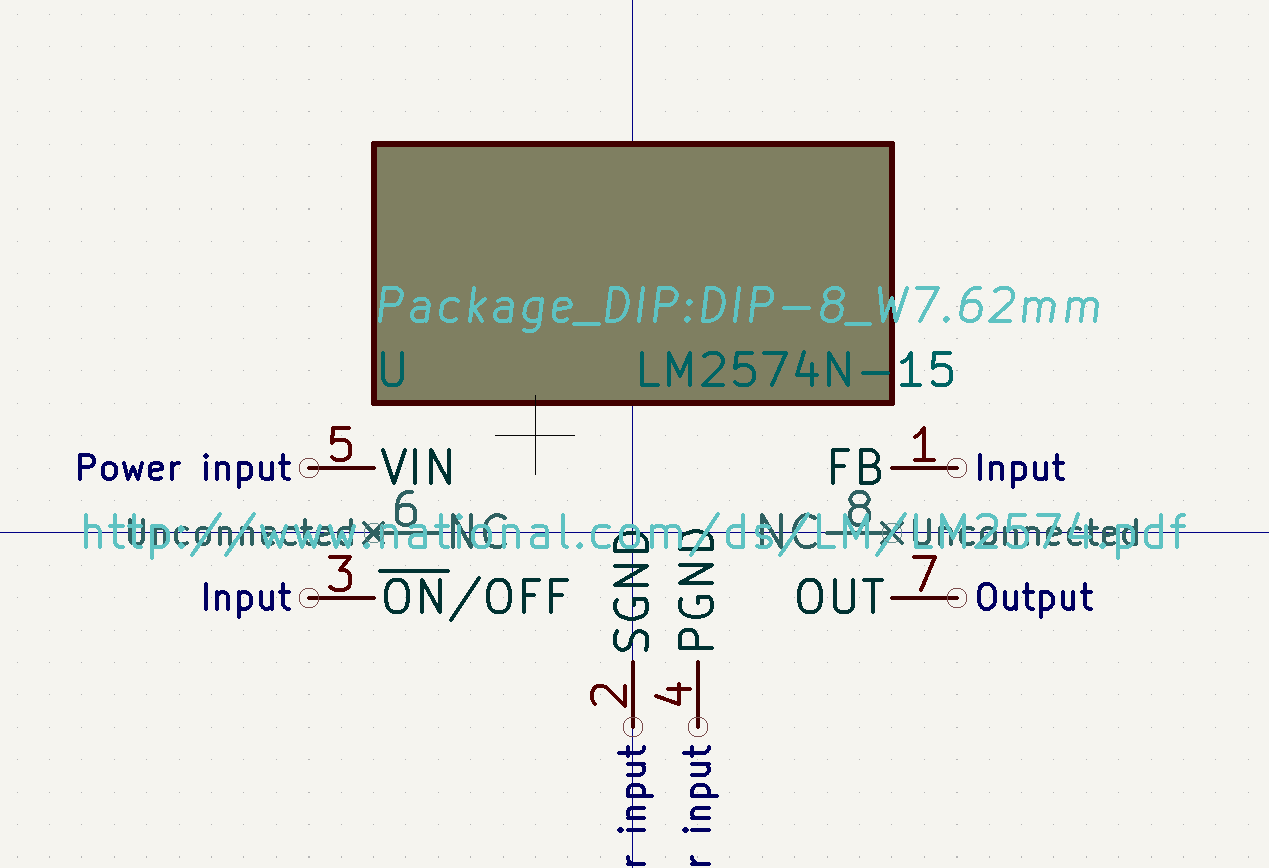 Package_DIP:DIP-8_W7.62mm
U LM2574N-15
Power input 5 VIN FB 1 Input
6 8
Unconnected NC NC Unconnected
http://www.national.com/ds/LM/LM2574.pdf
Input 3 ON/OFF OUT 7 Output
SGND PGND
2 4
r input r input